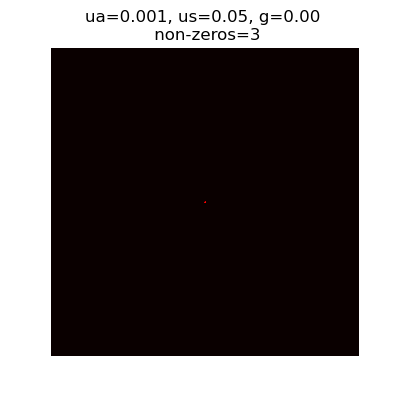 ua=0.001, us=0.05, g=0.00
non-zeros=3